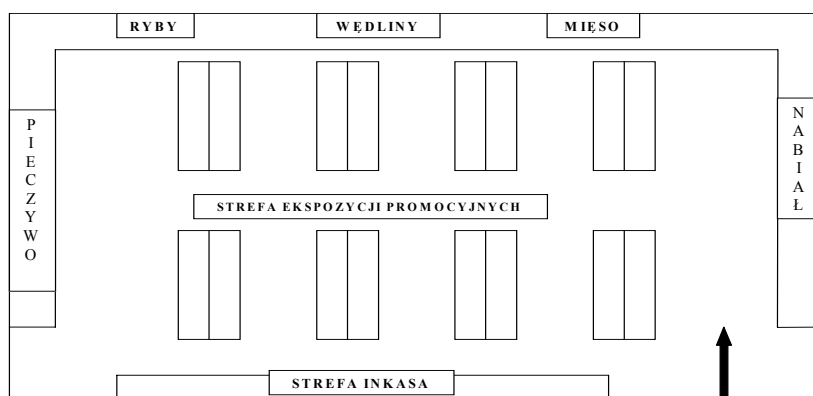 RYBY
WĘDLINY
MIĘSO
PIECZYWO
NABIAŁ
STREFA EKSPOZYCJI PROMOCYJNYCH
STREFA INKASA